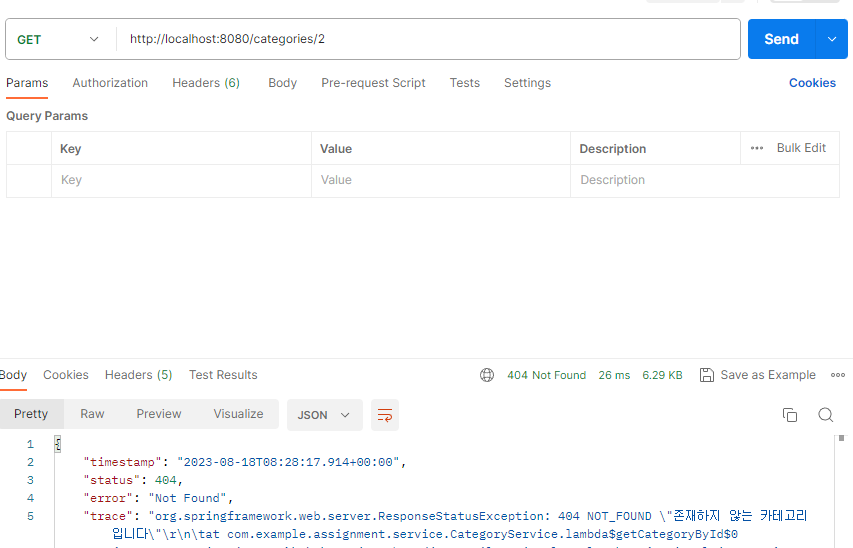 GET http://localhost:8080/categories/2 Send
Params Authorization Headers (6) Body Pre-request Script Tests Settings Cookies
Query Params
Key Value Description ••• Bulk Edit
Key Value Description
Body Cookies Headers (5) Test Results 404 Not Found 26 ms 6.29 KB Save as Example
Pretty Raw Preview Visualize JSON
1 {
2 "timestamp": "2023-08-18T08:28:17.914+00:00",
3 "status": 404,
4 "error": "Not Found",
5 "trace": "org.springframework.web.server.ResponseStatusException: 404 NOT_FOUND \"존재하지 않는 카테고리
입니다\"\r\n\tat com.example.assignment.service.CategoryService.lambda$getCategoryById$0